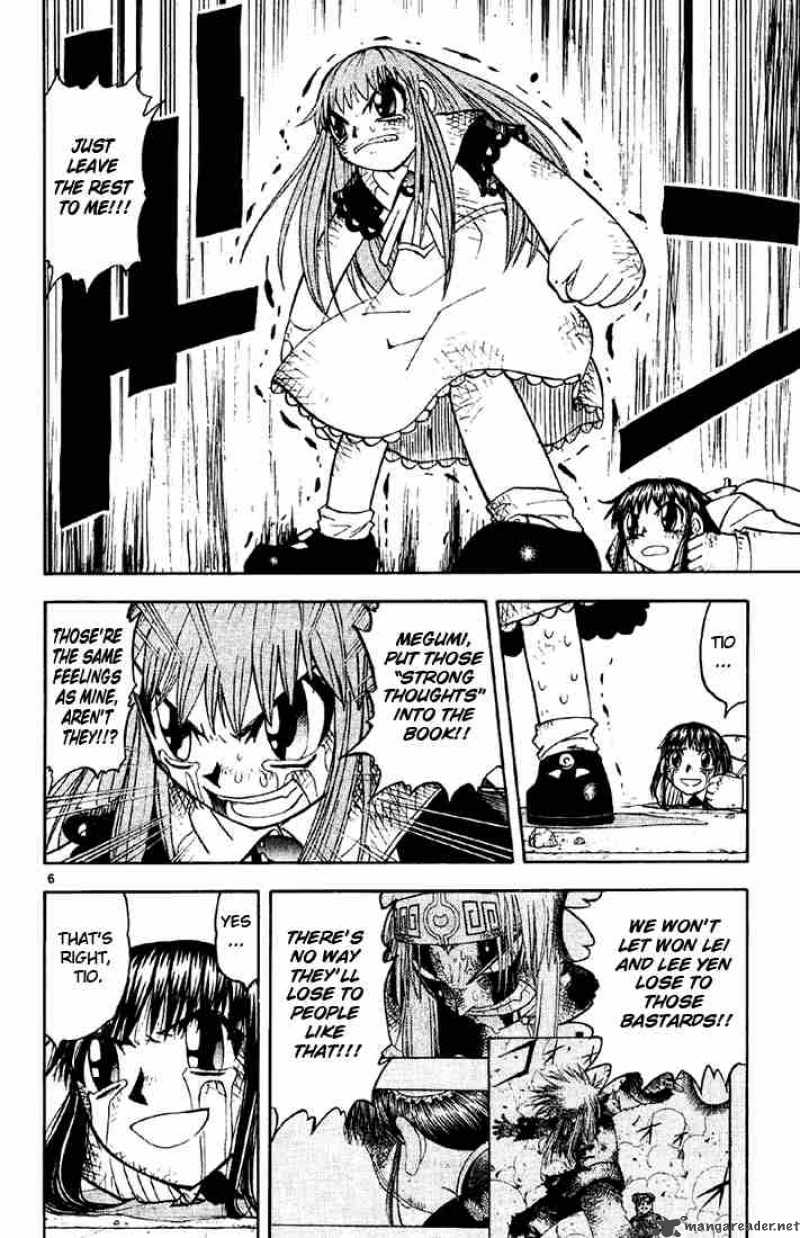 JUST
LEAVE
THE REST
TO ME!!!
TIO
...
MEGUMI,
PUT THOSE
"STRONG
THOUGHTS"
INTO THE
BOOK!!
THOSE'RE
THE SAME
FEELINGS
AS MINE,
AREN'T
THEY!!?
6
WE WON'T
LET WON LEI
AND LEE YEN
LOSE TO
THOSE
BASTARDS!!
THERE'S
NO WAY
THEY'LL
LOSE TO
PEOPLE
LIKE
THAT!!!
YES
...
THAT'S
RIGHT,
TIO.
mangareader.net